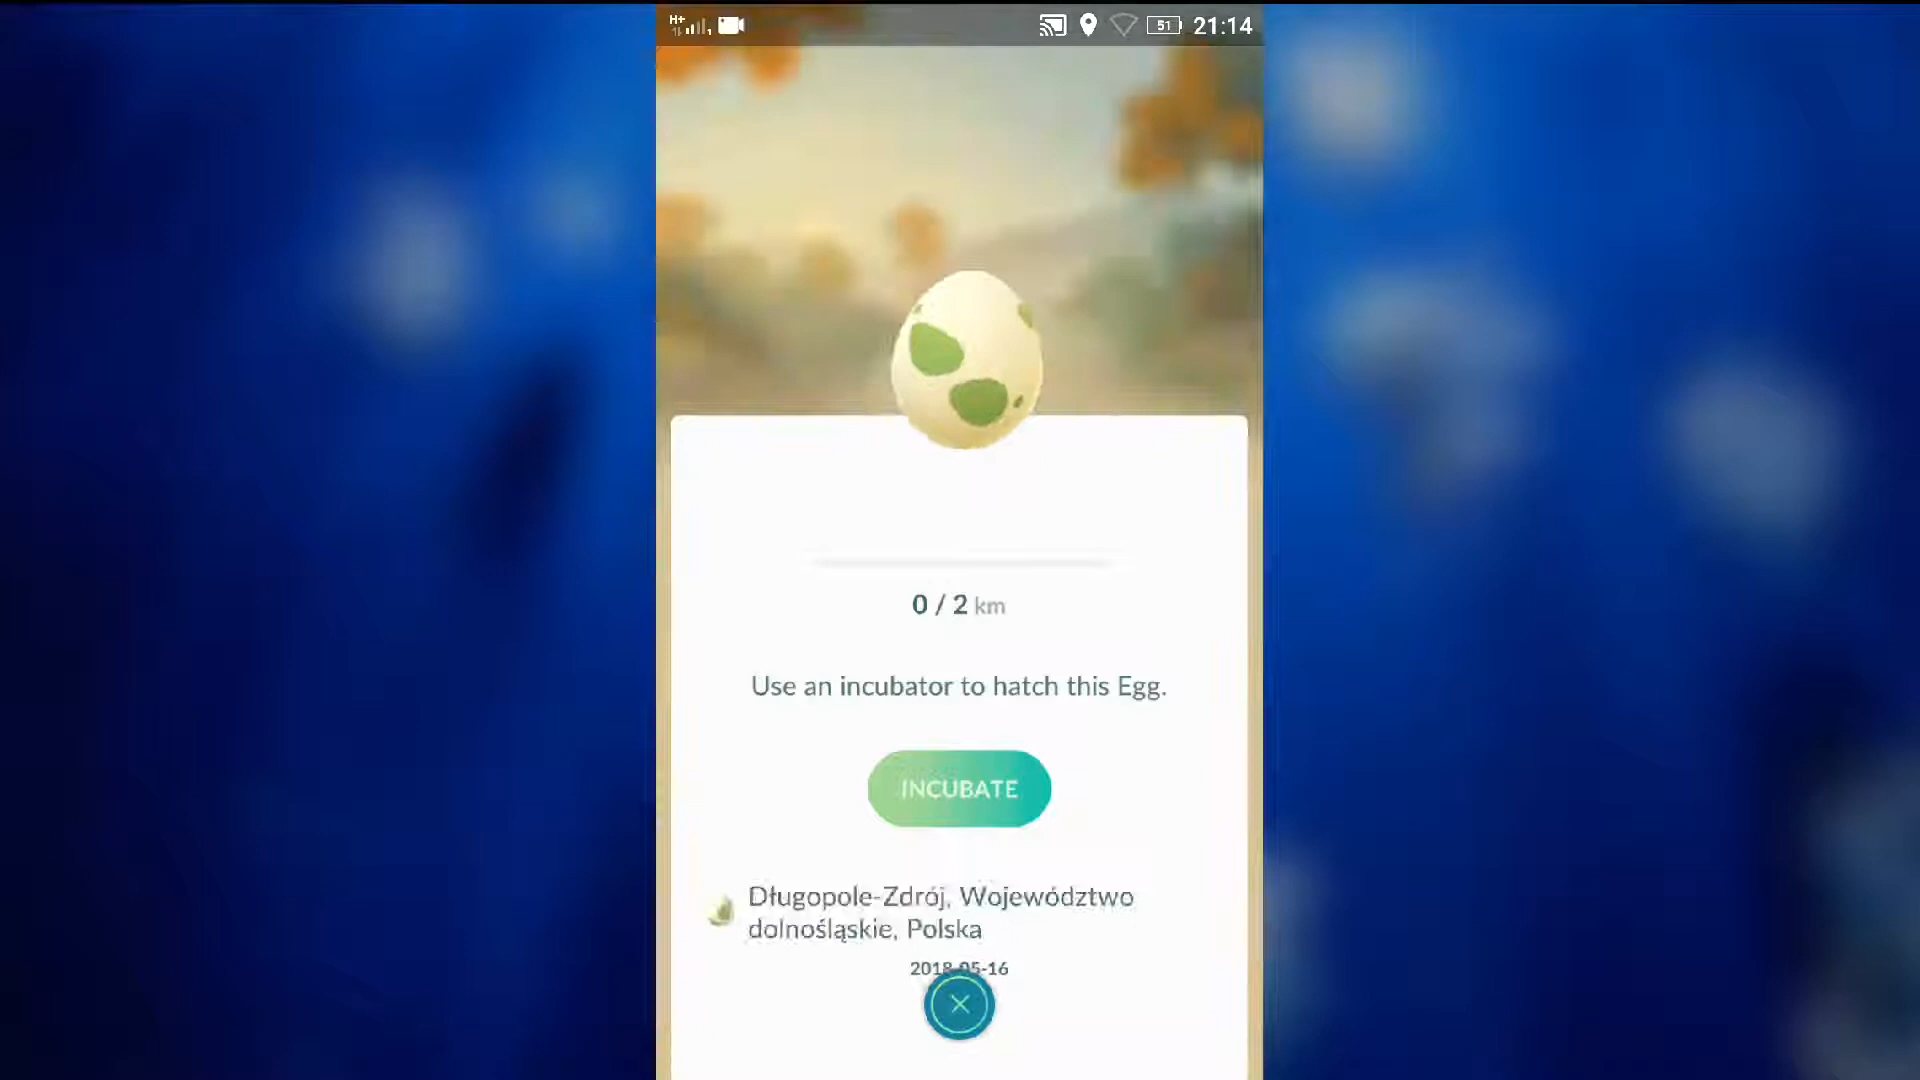 H+
51
21:14
0 / 2 km
Use an incubator to hatch this Egg.
INCUBATE
Długopole-Zdrój, Województwo
dolnośląskie, Polska
2018-05-16